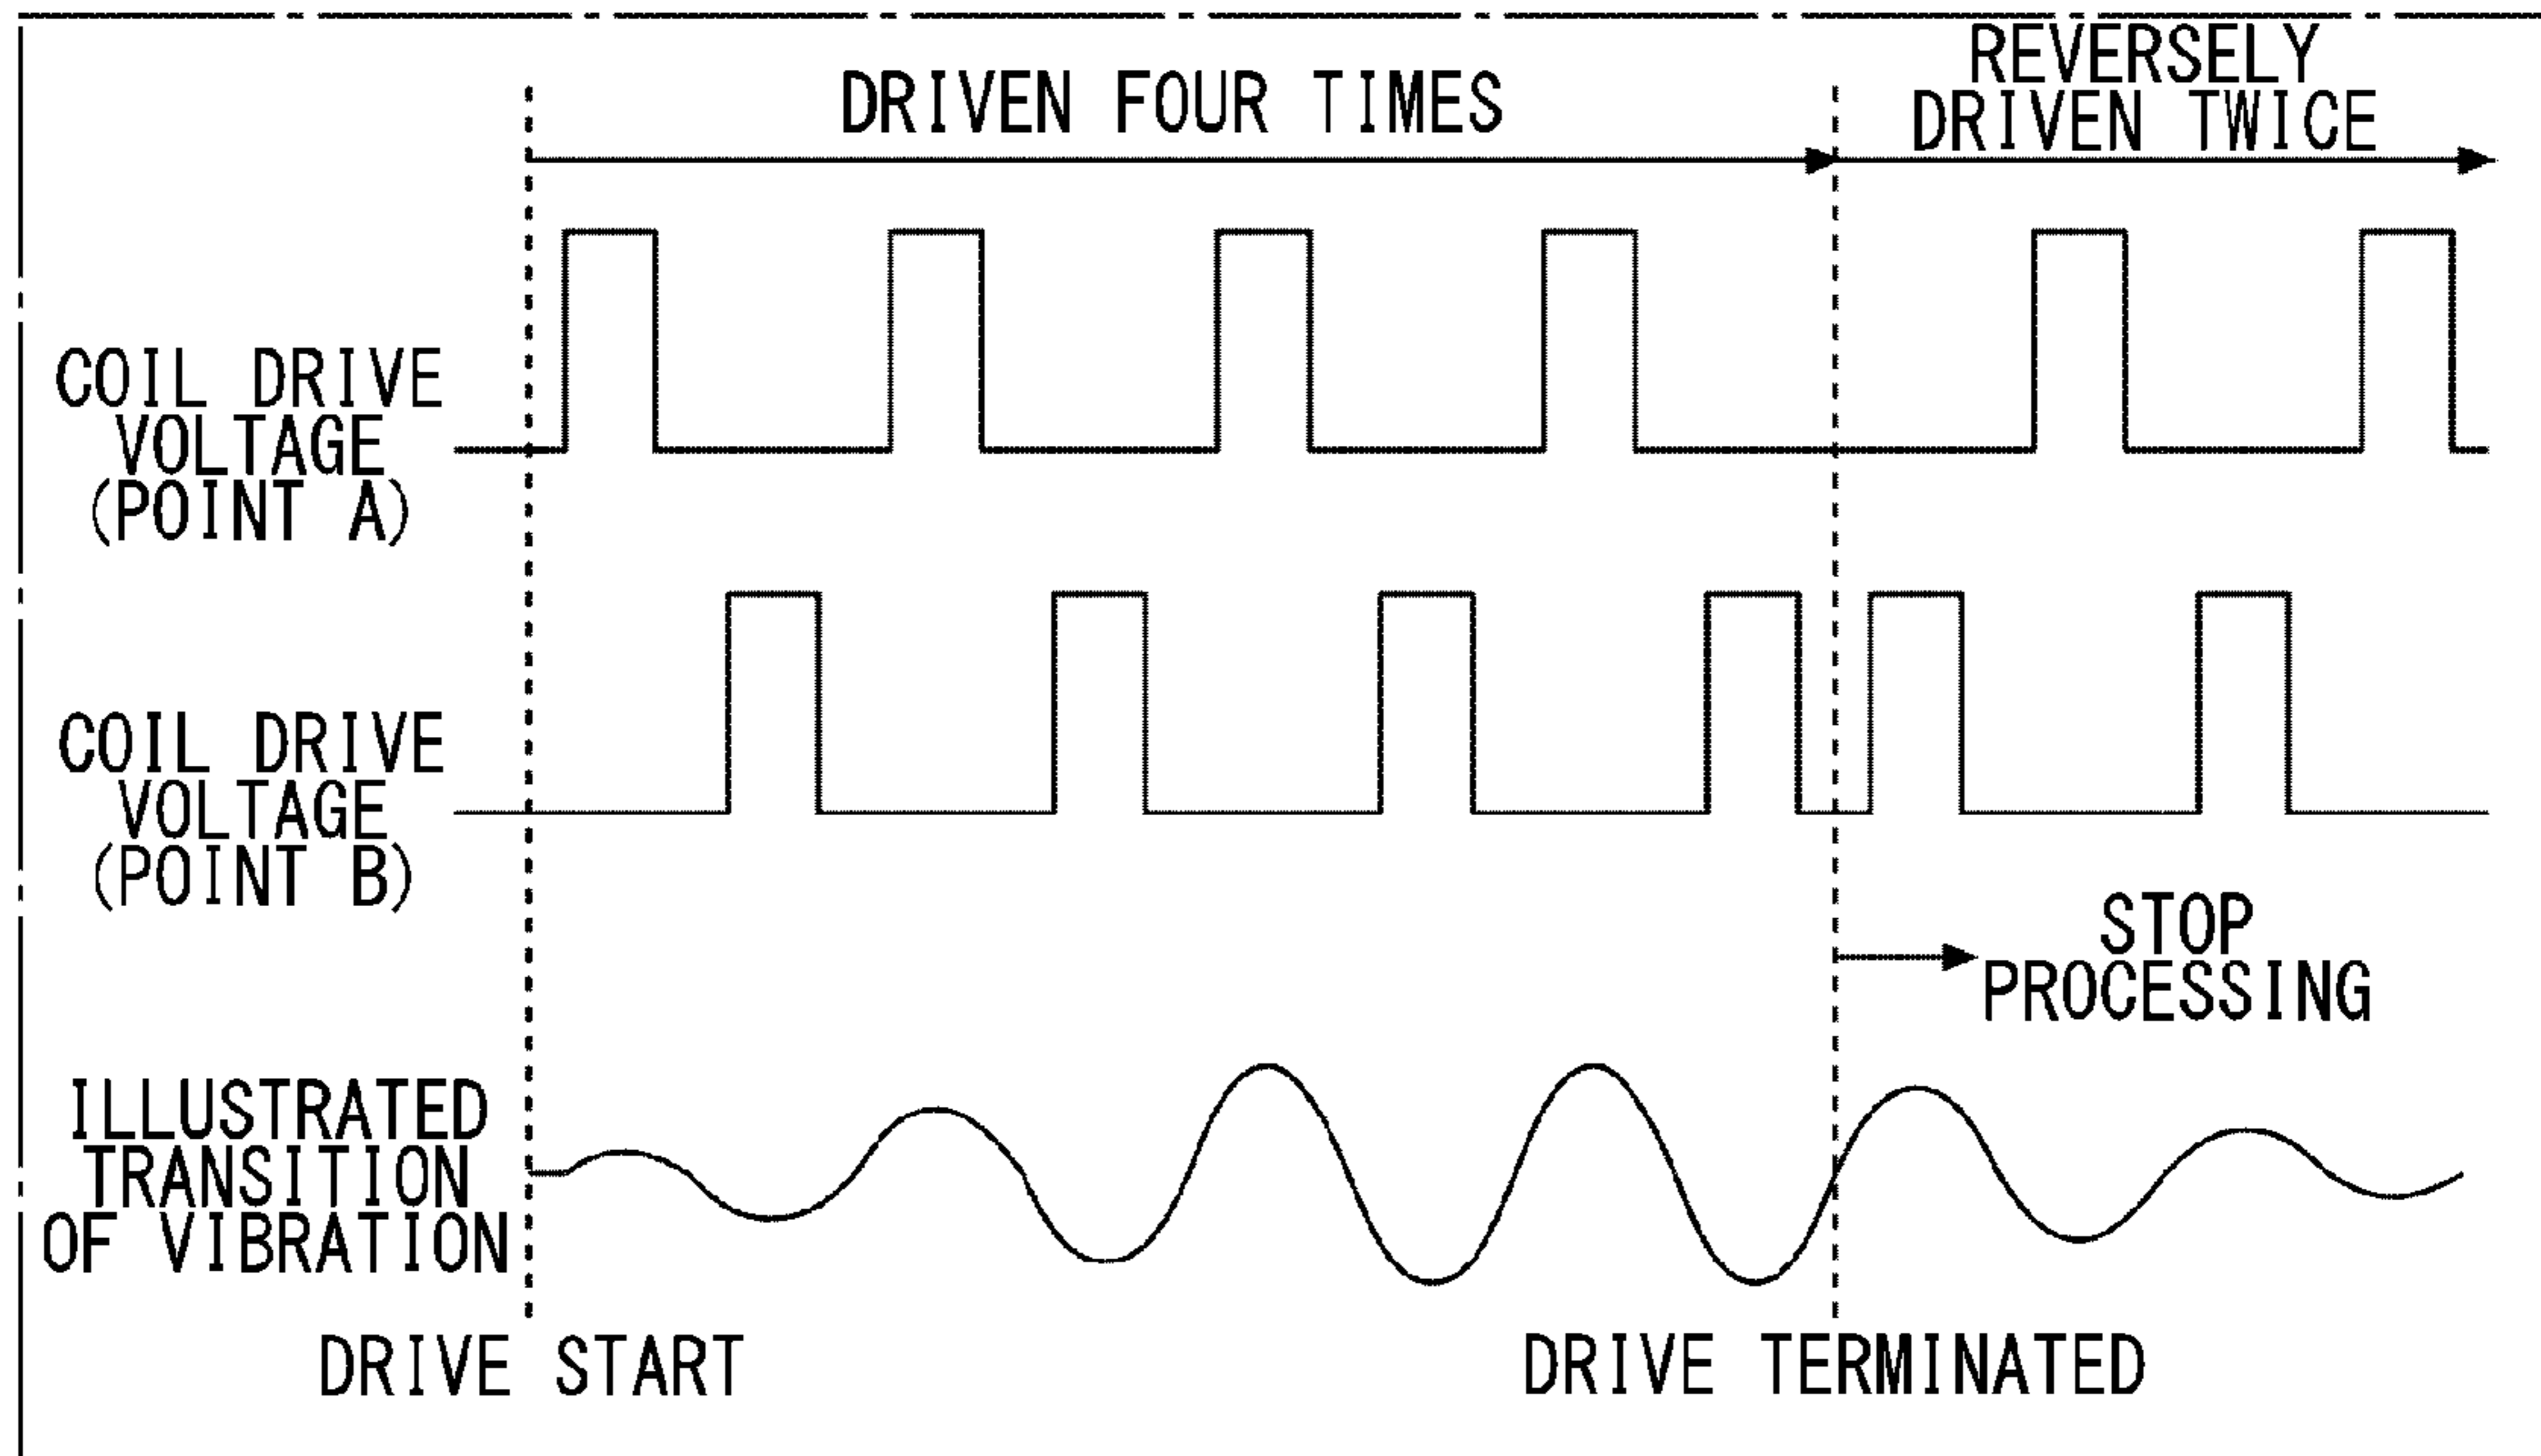 DRIVEN FOUR TIMES
REVERSELY
DRIVEN TWICE
COIL DRIVE
VOLTAGE
(POINT A)
COIL DRIVE
VOLTAGE
(POINT B)
STOP
PROCESSING
ILLUSTRATED
TRANSITION
OF VIBRATION
DRIVE START
DRIVE TERMINATED